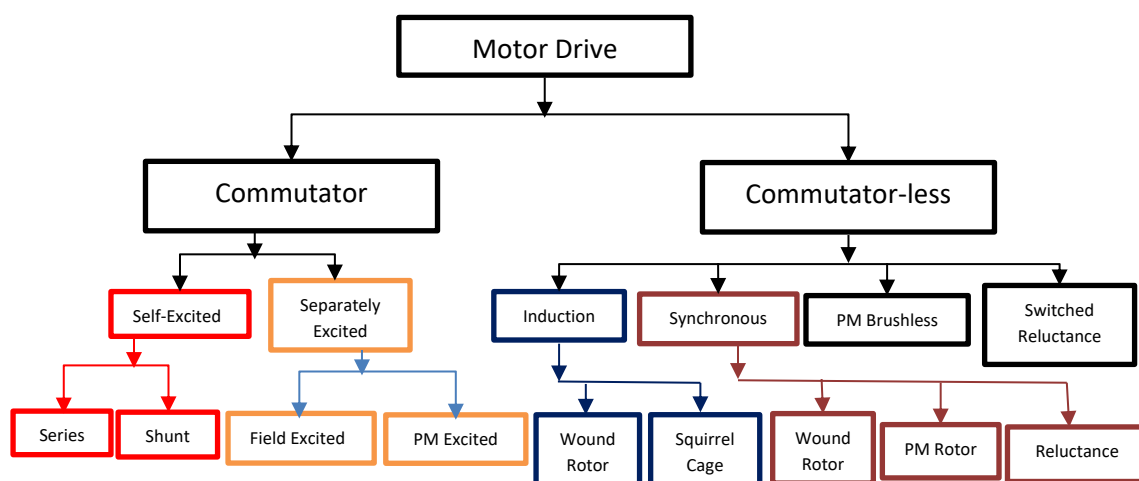 Motor Drive
Commutator
Commutator-less
Self-Excited
Separately
Excited
Induction
Synchronous
PM Brushless
Switched
Reluctance
Series
Shunt
Field Excited
PM Excited
Wound
Rotor
Squirrel
Cage
Wound
Rotor
PM Rotor
Reluctance